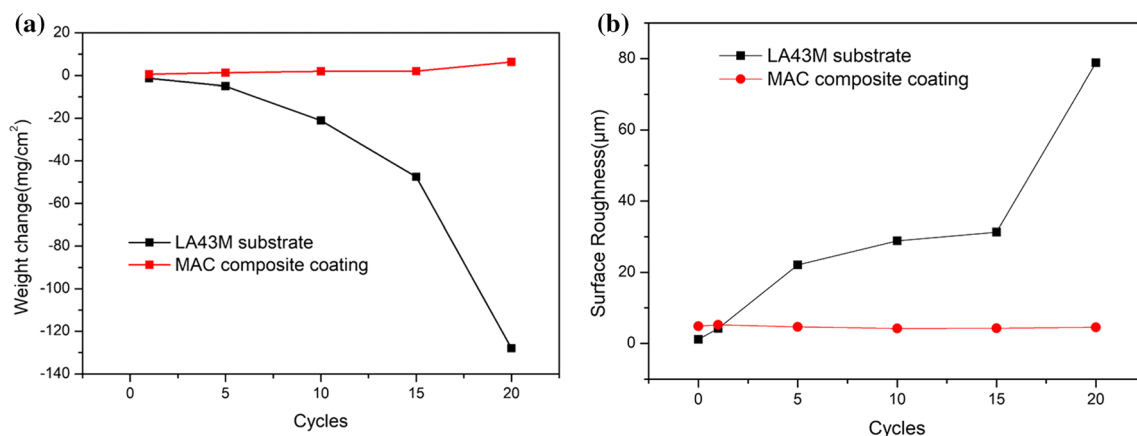 (a)
20
0
-20
-40
-60
-80
-100
-120
-140
Weight change(mg/cm²)
LA43M substrate
MAC composite coating
0 5 10 15 20
Cycles
(b)
80
60
40
20
0
Surface Roughness(μm)
LA43M substrate
MAC composite coating
0 5 10 15 20
Cycles